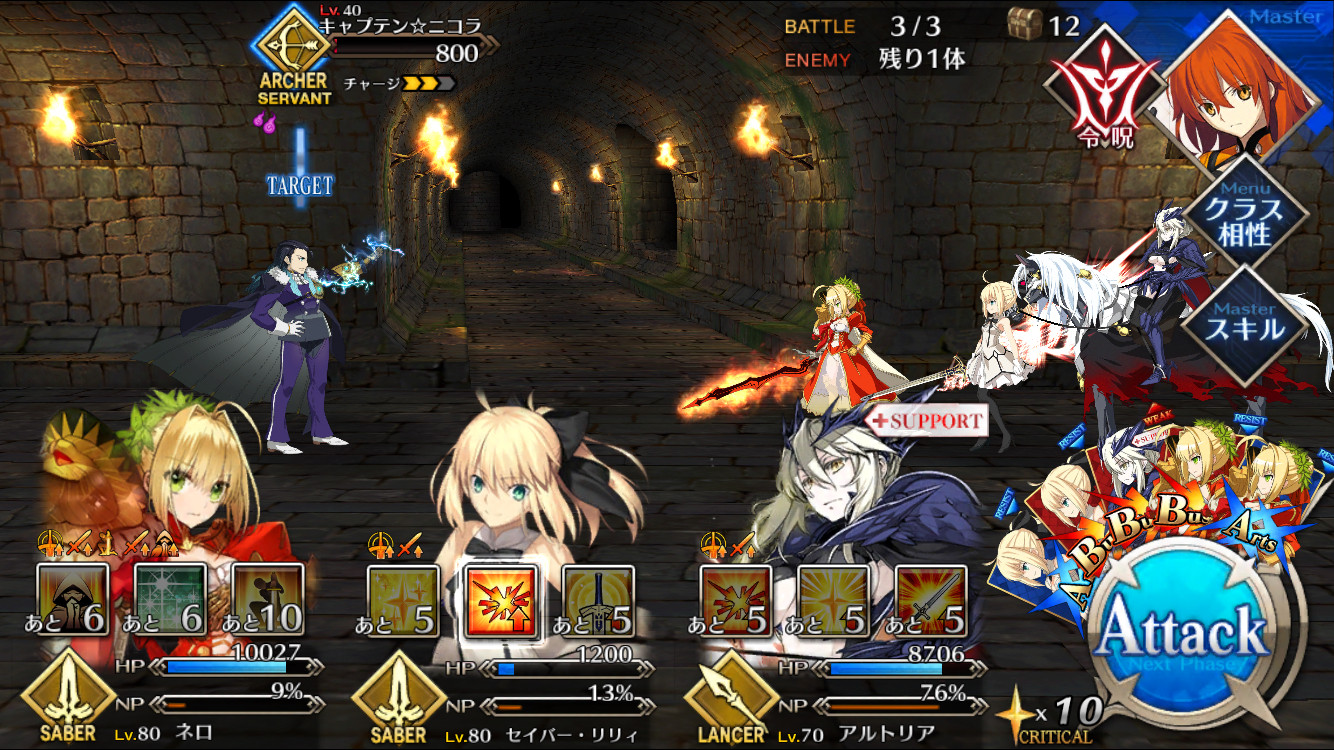 Lv. 40
キャプテン☆ニコラ
800
ARCHER
SERVANT
チャージ
TARGET
BATTLE 3/3
ENEMY 残り1体
12
令呪
Master
Menu
クラス
相性
Master
スキル
SUPPORT
RESIST
RESIST
WEAK
SUPPORT
RESIST
Arts
Attack
Next Phase
x 10
CRITICAL
あと6
あと6
あと10
HP 10027
NP 9%
SABER
Lv.80 ネロ
あと5
あと5
HP 1200
NP 13%
SABER
Lv.80 セイバー・リリィ
あと5
あと5
あと5
HP 8706
NP 76%
LANCER
Lv.70 アルトリア